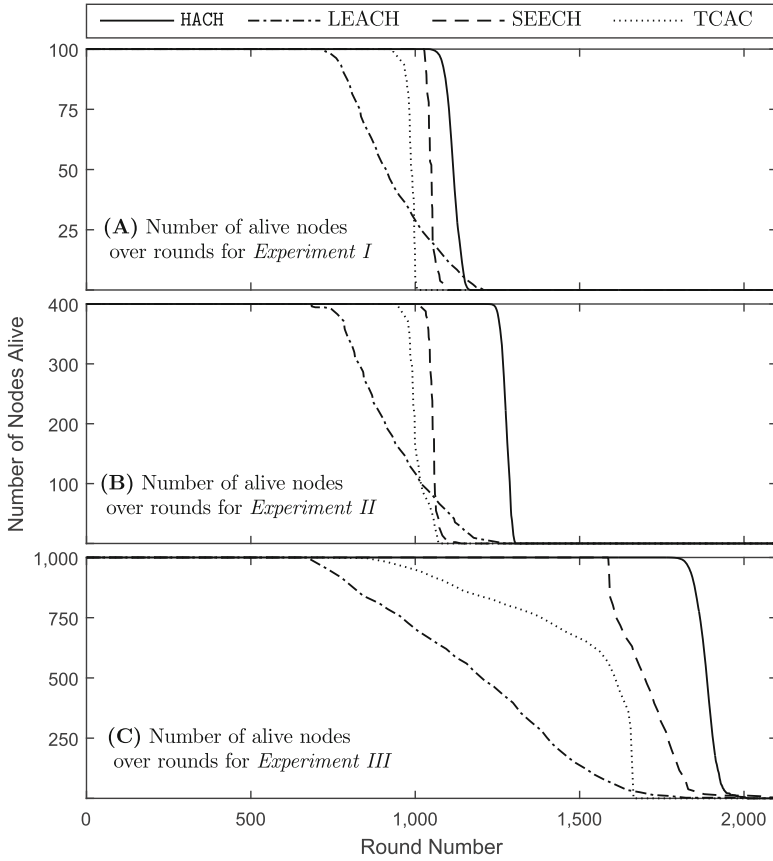 HACH LEACH SEECH TCAC
100
75
50
25
(A) Number of alive nodes
over rounds for Experiment I
400
300
200
100
(B) Number of alive nodes
over rounds for Experiment II
1,000
750
500
250
(C) Number of alive nodes
over rounds for Experiment III
0 500 1,000 1,500 2,000
Round Number
Number of Nodes Alive